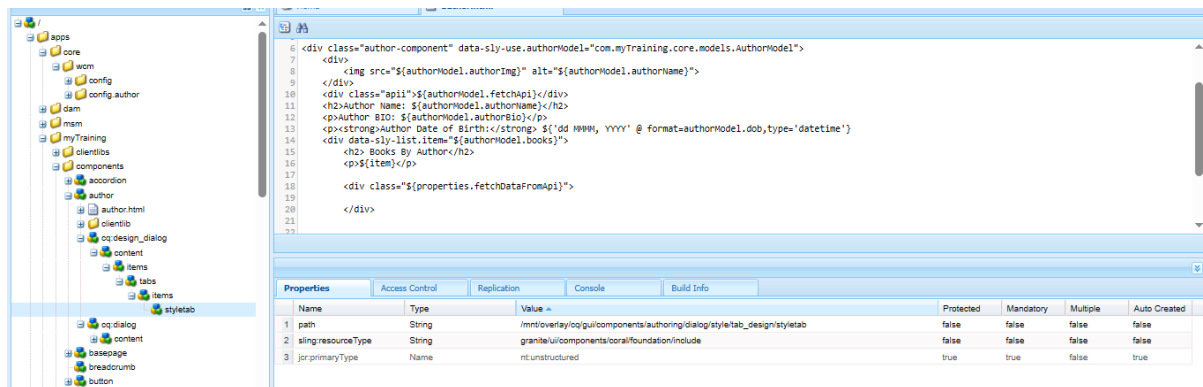 /
apps
core
wcm
config
config.author
dam
msm
myTraining
clientlibs
components
accordion
author
author.html
clientlib
cq:design_dialog
content
items
tabs
items
styletab
cq:dialog
content
basepage
breadcrumb
button
6 <div class="author-component" data-sly-use.authorModel="com.myTraining.core.models.AuthorModel">
7 <div>
8 <img src="${authorModel.authorImg}" alt="${authorModel.authorName}">
9 </div>
10 <div class="apii">${authorModel.fetchApi}</div>
11 <h2>Author Name: ${authorModel.authorName}</h2>
12 <p>Author BIO: ${authorModel.authorBio}</p>
13 <p><strong>Author Date of Birth:</strong> ${'dd MMMM, YYYY' @ format=authorModel.dob,type='datetime'}
14 <div data-sly-list.item="${authorModel.books}">
15 <h2> Books By Author</h2>
16 <p>${item}</p>
17
18 <div class="${properties.fetchDataFromApi}">
19
20 </div>
21
22
Properties Access Control Replication Console Build Info
Name Type Value Protected Mandatory Multiple Auto Created
1 path String /mnt/overlay/cq/gui/components/authoring/dialog/style/tab_design/styletab false false false false
2 sling:resourceType String granite/ui/components/coral/foundation/include false false false false
3 jcr:primaryType Name nt:unstructured true true false true